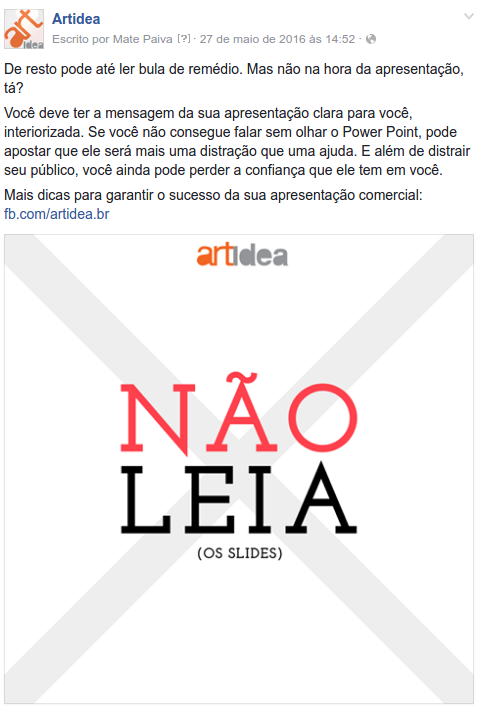 art
idea
Artidea
Escrito por Mate Paiva [?] · 27 de maio de 2016 às 14:52 ·
De resto pode até ler bula de remédio. Mas não na hora da apresentação,
tá?
Você deve ter a mensagem da sua apresentação clara para você,
interiorizada. Se você não consegue falar sem olhar o Power Point, pode
apostar que ele será mais uma distração que uma ajuda. E além de distrair
seu público, você ainda pode perder a confiança que ele tem em você.
Mais dicas para garantir o sucesso da sua apresentação comercial:
fb.com/artidea.br
artidea
NÃO
LEIA
(OS SLIDES)